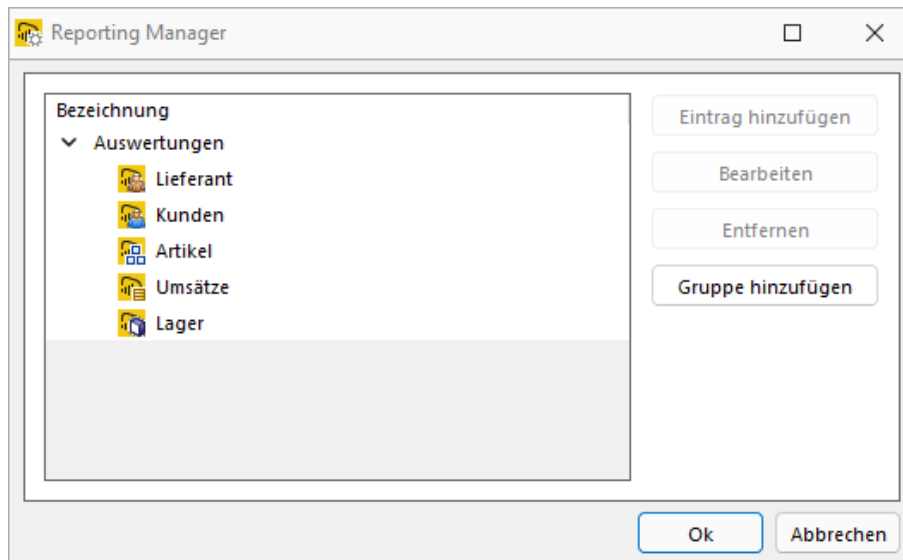 Reporting Manager
Bezeichnung
Auswertungen
Lieferant
Kunden
Artikel
Umsätze
Lager
Eintrag hinzufügen
Bearbeiten
Entfernen
Gruppe hinzufügen
Ok
Abbrechen